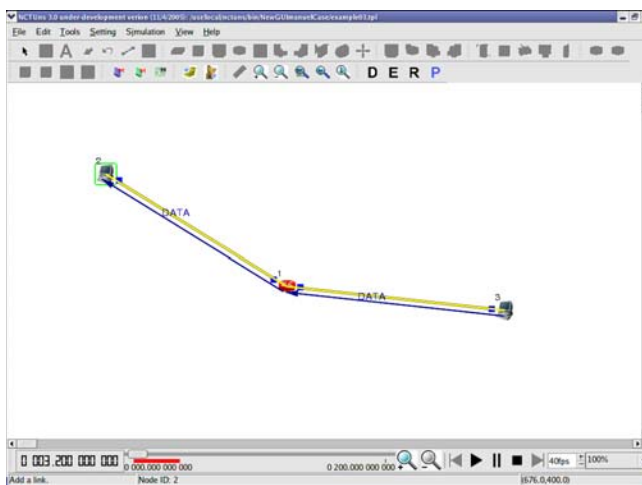 NCTUns 3.0 under-development verion (11/4/2005): /usr/local/nctuns/bin/NewGUImanuelCase/example01.tpl
File Edit Tools Setting Simulation View Help
A
D E R P
2
DATA
1
DATA
3
0 003.200 000 000
0 000.000 000 000
0 200.000 000 000
40fps
100%
Add a link.
Node ID: 2
(676.0,400.0)